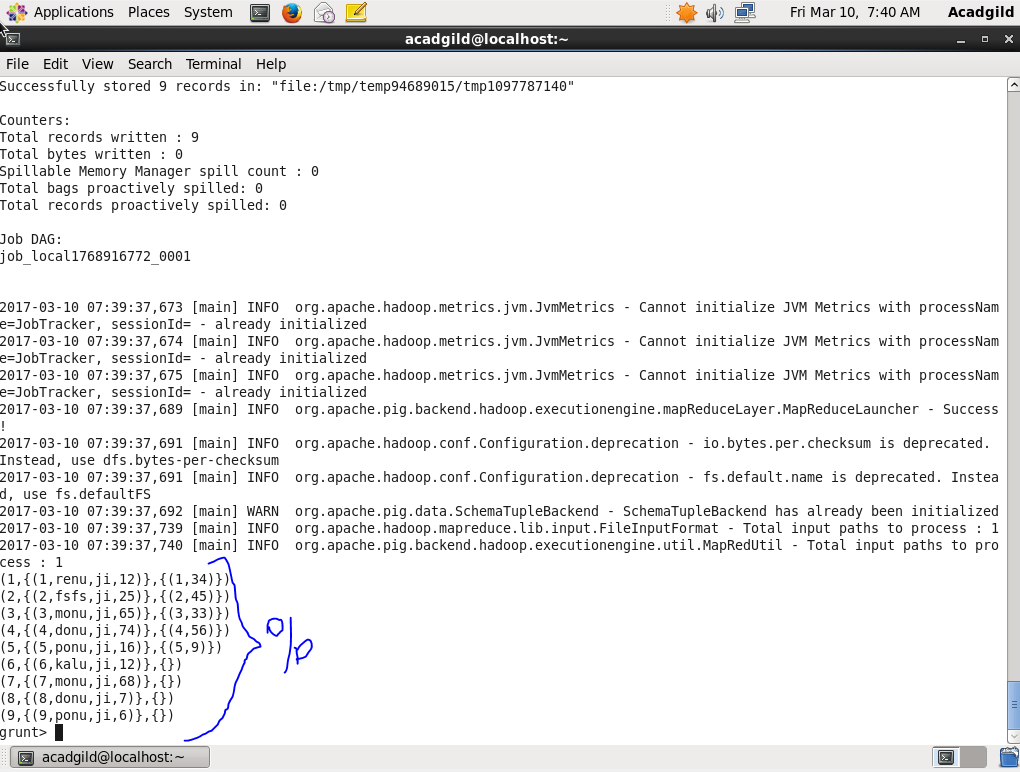 Applications Places System Fri Mar 10, 7:40 AM Acadgild
acadgild@localhost:~
File Edit View Search Terminal Help
Successfully stored 9 records in: "file:/tmp/temp94689015/tmp1097787140"
Counters:
Total records written : 9
Total bytes written : 0
Spillable Memory Manager spill count : 0
Total bags proactively spilled: 0
Total records proactively spilled: 0
Job DAG:
job_local1768916772_0001
2017-03-10 07:39:37,673 [main] INFO  org.apache.hadoop.metrics.jvm.JvmMetrics - Cannot initialize JVM Metrics with processNam
e=JobTracker, sessionId= - already initialized
2017-03-10 07:39:37,674 [main] INFO  org.apache.hadoop.metrics.jvm.JvmMetrics - Cannot initialize JVM Metrics with processNam
e=JobTracker, sessionId= - already initialized
2017-03-10 07:39:37,675 [main] INFO  org.apache.hadoop.metrics.jvm.JvmMetrics - Cannot initialize JVM Metrics with processNam
e=JobTracker, sessionId= - already initialized
2017-03-10 07:39:37,689 [main] INFO  org.apache.pig.backend.hadoop.executionengine.mapReduceLayer.MapReduceLauncher - Success
!
2017-03-10 07:39:37,691 [main] INFO  org.apache.hadoop.conf.Configuration.deprecation - io.bytes.per.checksum is deprecated.
Instead, use dfs.bytes-per-checksum
2017-03-10 07:39:37,691 [main] INFO  org.apache.hadoop.conf.Configuration.deprecation - fs.default.name is deprecated. Instea
d, use fs.defaultFS
2017-03-10 07:39:37,692 [main] WARN  org.apache.pig.data.SchemaTupleBackend - SchemaTupleBackend has already been initialized
2017-03-10 07:39:37,739 [main] INFO  org.apache.hadoop.mapreduce.lib.input.FileInputFormat - Total input paths to process : 1
2017-03-10 07:39:37,740 [main] INFO  org.apache.pig.backend.hadoop.executionengine.util.MapRedUtil - Total input paths to pro
cess : 1
(1,{(1,renu,ji,12)},{(1,34)})
(2,{(2,fsfs,ji,25)},{(2,45)})
(3,{(3,monu,ji,65)},{(3,33)})
(4,{(4,donu,ji,74)},{(4,56)})
(5,{(5,ponu,ji,16)},{(5,9)})
(6,{(6,kalu,ji,12)},{})
(7,{(7,monu,ji,68)},{})
(8,{(8,donu,ji,7)},{})
(9,{(9,ponu,ji,6)},{})
o/p
grunt>
acadgild@localhost:~